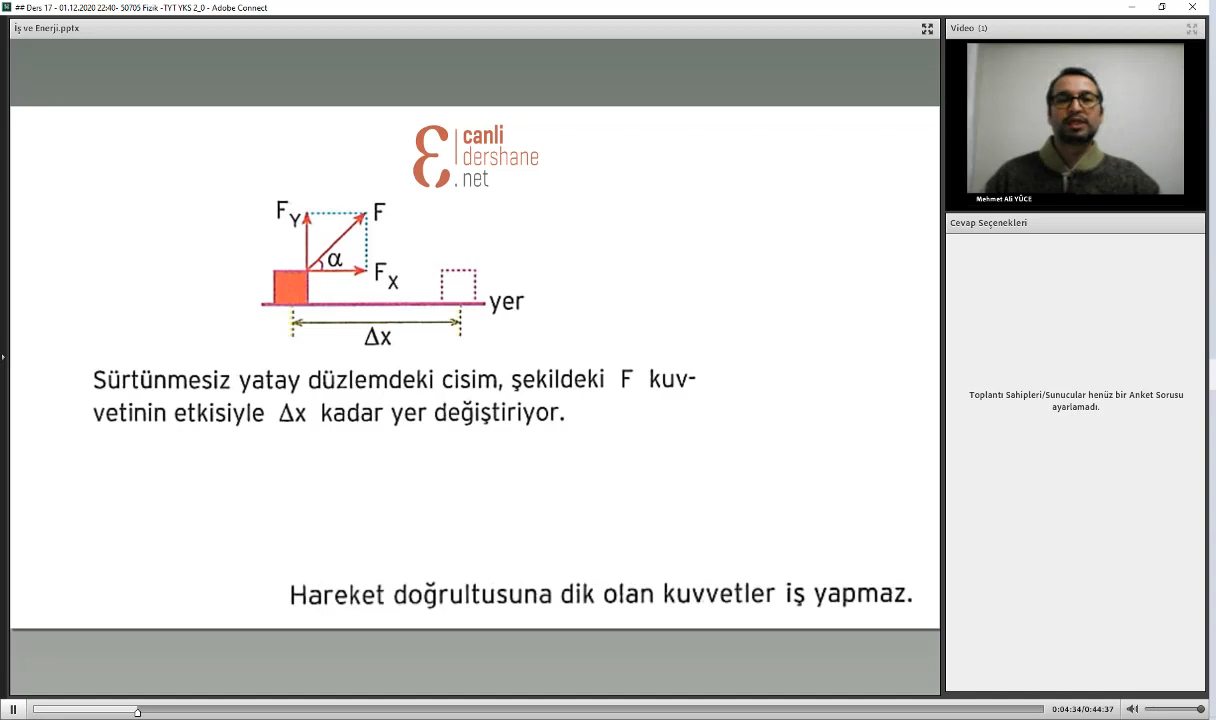 ## Ders 17 - 01.12.2020 22:40- 50705 Fizik -TYT YKS 2_0 - Adobe Connect
İş ve Enerji.pptx
Video (1)
canli
dershane
.net
Mehmet Ali YÜCE
Cevap Seçenekleri
FY
F
α
FX
yer
Δx
Sürtünmesiz yatay düzlemdeki cisim, şekildeki F kuv-
vetinin etkisiyle Δx kadar yer değiştiriyor.
Toplantı Sahipleri/Sunucular henüz bir Anket Sorusu
ayarlamadı.
Hareket doğrultusuna dik olan kuvvetler iş yapmaz.
0:04:34/0:44:37